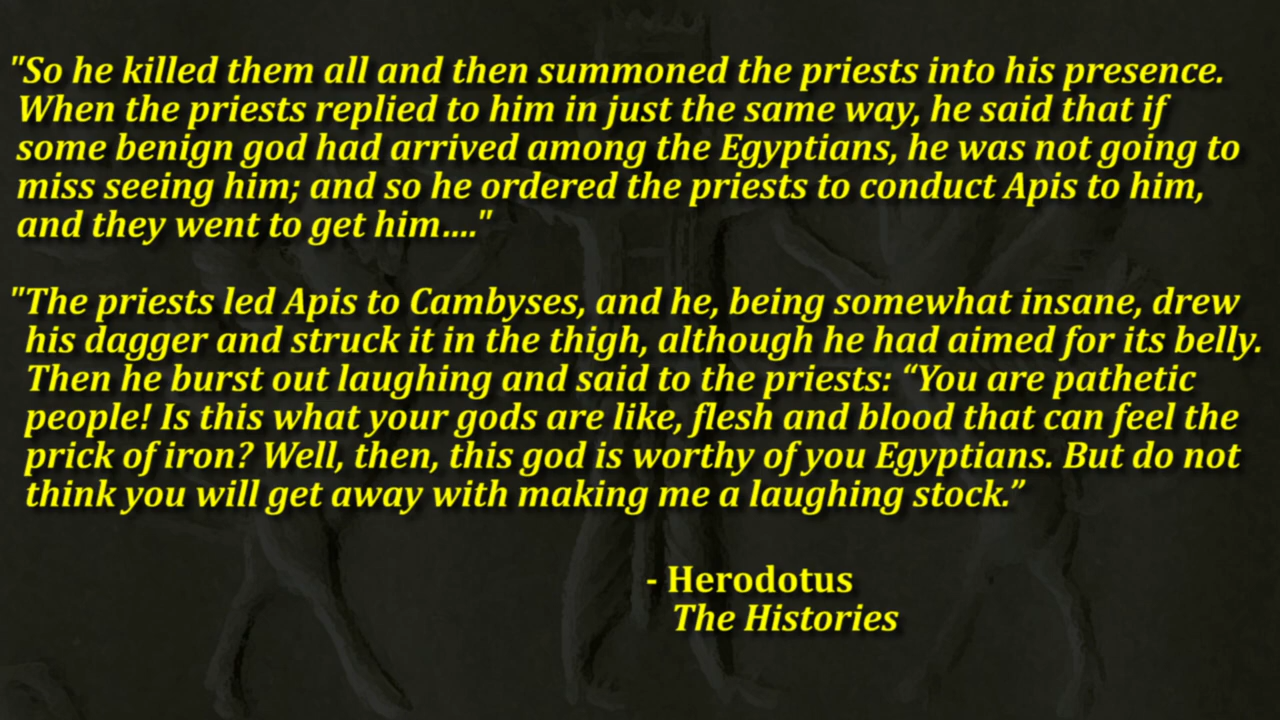 "So he killed them all and then summoned the priests into his presence.
When the priests replied to him in just the same way, he said that if
some benign god had arrived among the Egyptians, he was not going to
miss seeing him; and so he ordered the priests to conduct Apis to him,
and they went to get him...."
"The priests led Apis to Cambyses, and he, being somewhat insane, drew
his dagger and struck it in the thigh, although he had aimed for its belly.
Then he burst out laughing and said to the priests: “You are pathetic
people! Is this what your gods are like, flesh and blood that can feel the
prick of iron? Well, then, this god is worthy of you Egyptians. But do not
think you will get away with making me a laughing stock.”
- Herodotus
The Histories